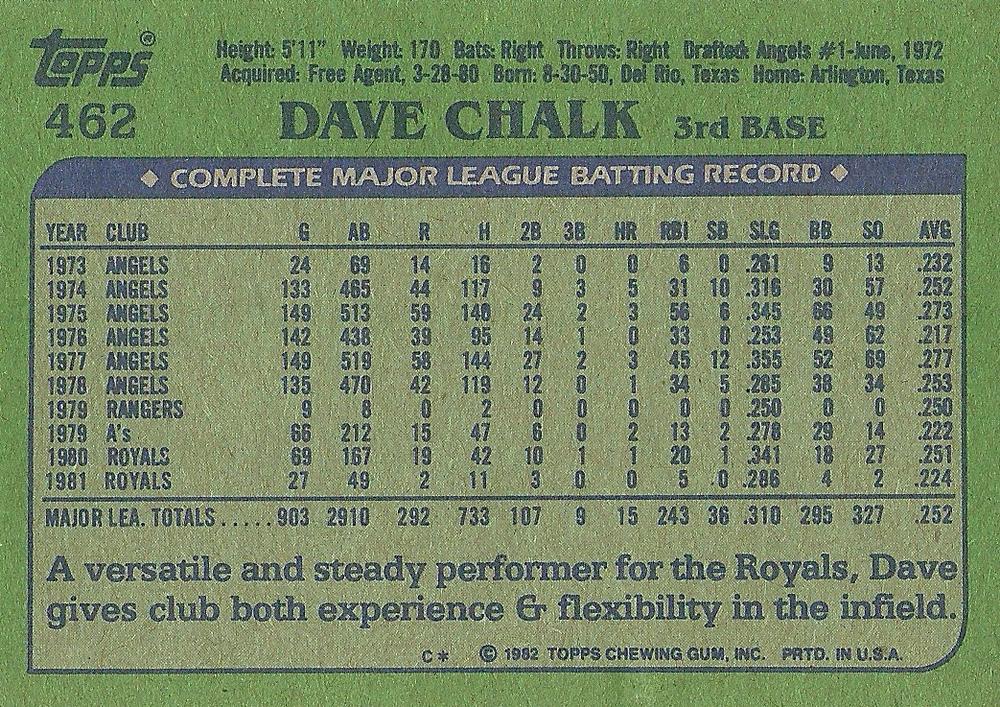 Topps®
Height: 5'11" Weight: 170 Bats: Right Throws: Right Drafted: Angels #1-June, 1972
Acquired: Free Agent, 3-28-80 Born: 8-30-50, Del Rio, Texas Home: Arlington, Texas
462 DAVE CHALK 3rd BASE
◆ COMPLETE MAJOR LEAGUE BATTING RECORD ◆
YEAR CLUB G AB R H 2B 3B HR RBI SB SLG BB SO AVG
1973 ANGELS 24 69 14 16 2 0 0 6 0 .261 9 13 .232
1974 ANGELS 133 465 44 117 9 3 5 31 10 .316 30 57 .252
1975 ANGELS 149 513 59 140 24 2 3 56 6 .345 66 49 .273
1976 ANGELS 142 438 39 95 14 1 0 33 0 .253 49 62 .217
1977 ANGELS 149 519 58 144 27 2 3 45 12 .355 52 69 .277
1978 ANGELS 135 470 42 119 12 0 1 34 5 .285 38 34 .253
1979 RANGERS 9 8 0 2 0 0 0 0 0 .250 0 0 .250
1979 A's 66 212 15 47 6 0 2 13 2 .278 29 14 .222
1980 ROYALS 69 167 19 42 10 1 1 20 1 .341 18 27 .251
1981 ROYALS 27 49 2 11 3 0 0 5 0 .286 4 2 .224
MAJOR LEA. TOTALS.....903 2910 292 733 107 9 15 243 36 .310 295 327 .252
A versatile and steady performer for the Royals, Dave
gives club both experience & flexibility in the infield.
C* © 1982 TOPPS CHEWING GUM, INC. PRTD. IN U.S.A.